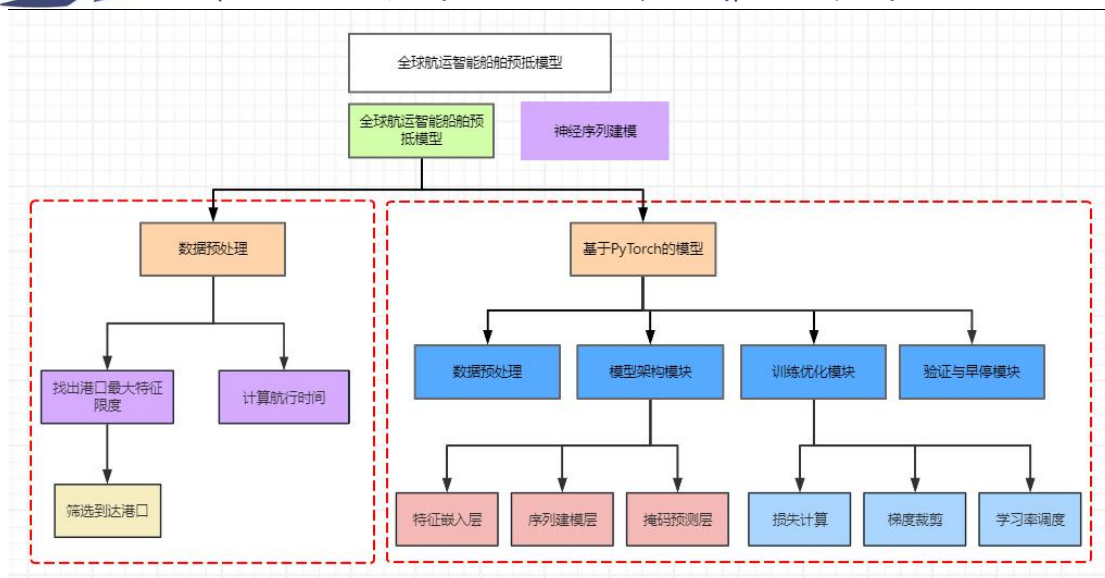 全球航运智能船舶预抵模型
全球航运智能船舶预
抵模型
神经序列建模
数据预处理
基于PyTorch的模型
找出港口最大特征
限度
计算航行时间
筛选到达港口
数据预处理
模型架构模块
训练优化模块
验证与早停模块
特征嵌入层
序列建模层
掩码预测层
损失计算
梯度裁剪
学习率调度